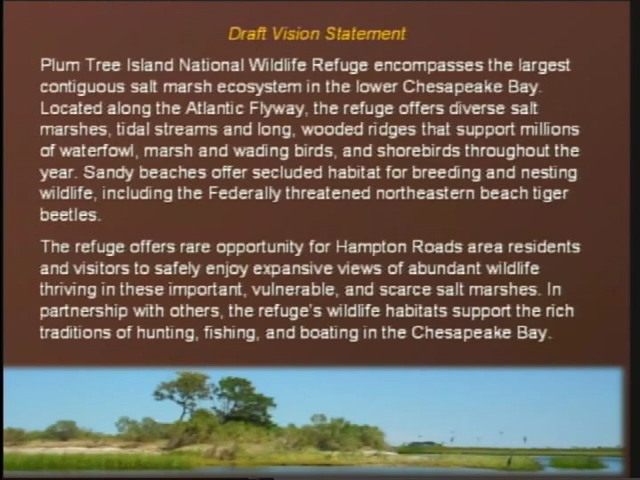 Draft Vision Statement
Plum Tree Island National Wildlife Refuge encompasses the largest
contiguous salt marsh ecosystem in the lower Chesapeake Bay.
Located along the Atlantic Flyway, the refuge offers diverse salt
marshes, tidal streams and long, wooded ridges that support millions
of waterfowl, marsh and wading birds, and shorebirds throughout the
year. Sandy beaches offer secluded habitat for breeding and nesting
wildlife, including the Federally threatened northeastern beach tiger
beetles.
The refuge offers rare opportunity for Hampton Roads area residents
and visitors to safely enjoy expansive views of abundant wildlife
thriving in these important, vulnerable, and scarce salt marshes. In
partnership with others, the refuge's wildlife habitats support the rich
traditions of hunting, fishing, and boating in the Chesapeake Bay.